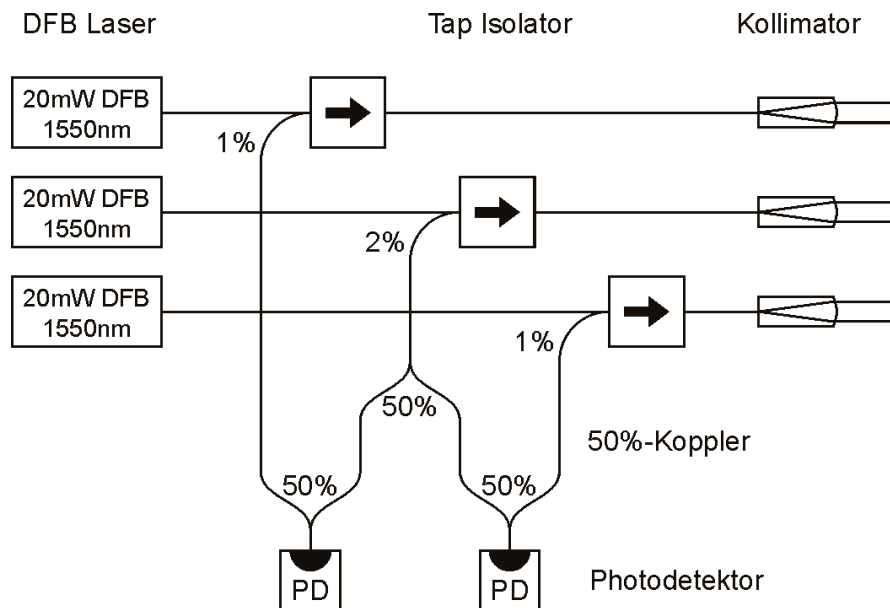 DFB Laser
Tap Isolator
Kollimator
20mW DFB
1550nm
1%
20mW DFB
1550nm
2%
20mW DFB
1550nm
1%
50%
50%-Koppler
50%
50%
PD
PD
Photodetektor